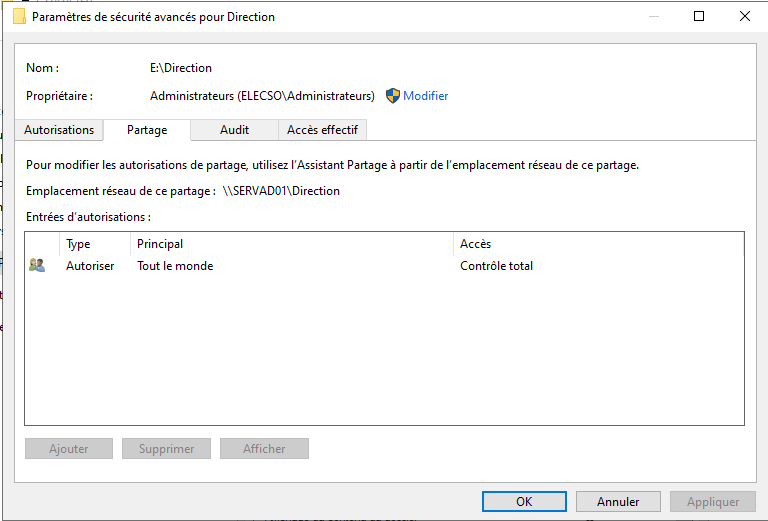 Paramètres de sécurité avancés pour Direction
Nom : E:\Direction
Propriétaire : Administrateurs (ELECSO\Administrateurs) Modifier
Autorisations Partage Audit Accès effectif
Pour modifier les autorisations de partage, utilisez l'Assistant Partage à partir de l'emplacement réseau de ce partage.
Emplacement réseau de ce partage : \\SERVAD01\Direction
Entrées d'autorisations :
Type Principal Accès
Autoriser Tout le monde Contrôle total
Ajouter Supprimer Afficher
OK Annuler Appliquer